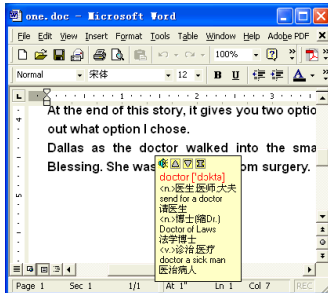 one.doc - Microsoft Word
File Edit View Insert Format Tools Table Window Help Adobe PDF
100%
Normal 宋体 12 B U A
At the end of this story, it gives you two optio
out what option I chose.
Dallas as the doctor walked into the sma
Blessing. She was om surgery.
doctor ['dɔktə]
<n.>医生,医师,大夫
send for a doctor
请医生
<n.>博士(缩Dr.)
Doctor of Laws
法学博士
<v.>诊治,医疗
doctor a sick man
医治病人
Page 1 Sec 1 1/1 At 1" Ln 1 Col 7 REC